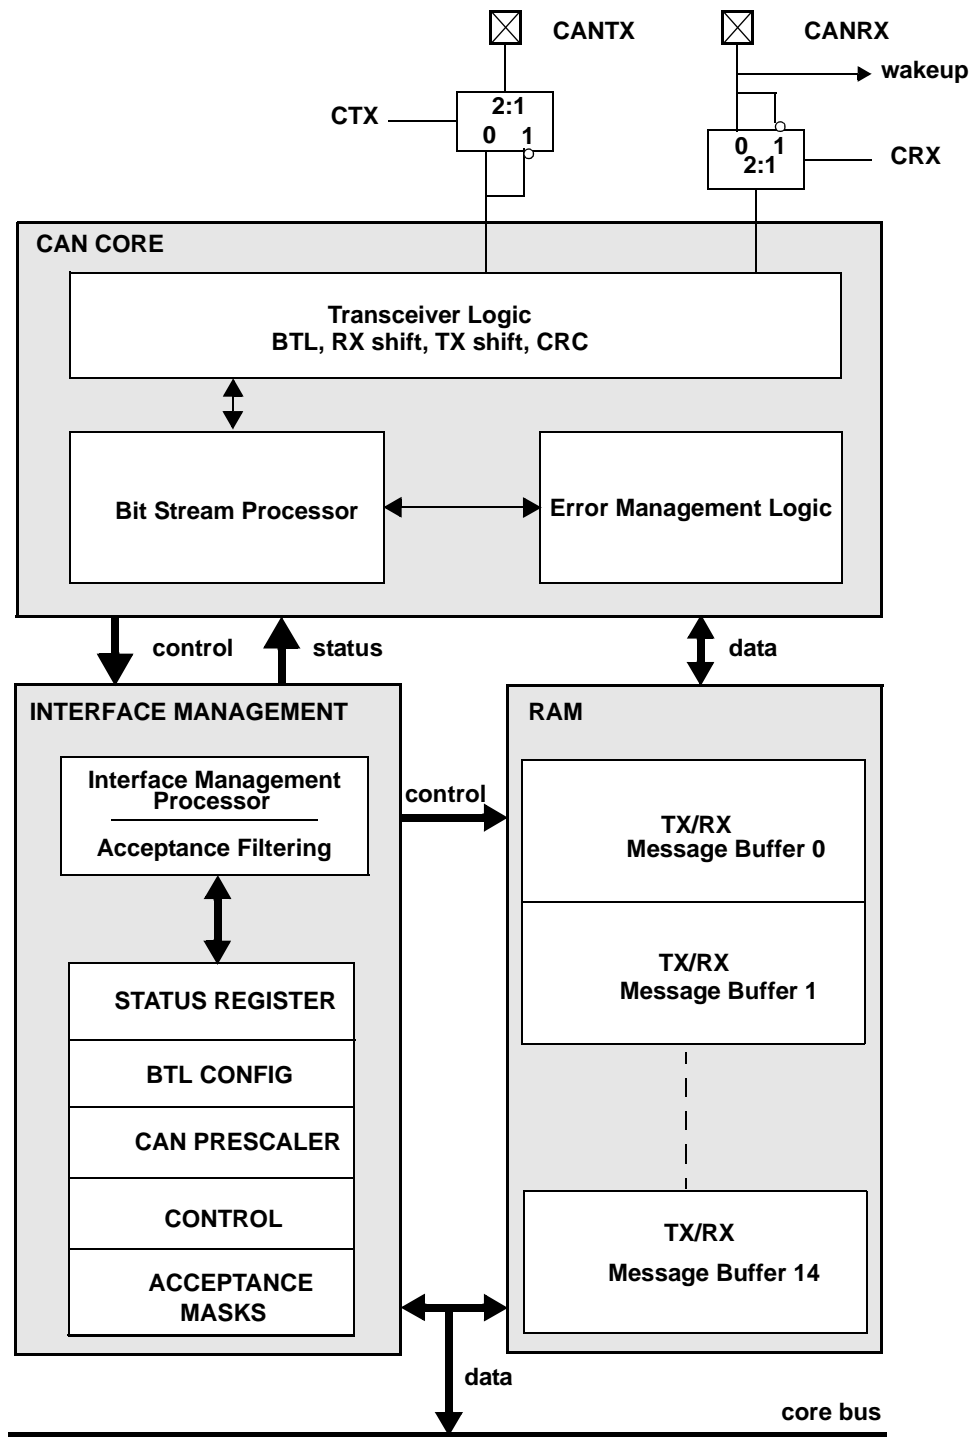 CANTX
CANRX
wakeup
CTX
2:1
0 1
0 1
2:1
CRX
CAN CORE
Transceiver Logic
BTL, RX shift, TX shift, CRC
Bit Stream Processor
Error Management Logic
control
status
data
INTERFACE MANAGEMENT
Interface Management
Processor
Acceptance Filtering
control
STATUS REGISTER
BTL CONFIG
CAN PRESCALER
CONTROL
ACCEPTANCE
MASKS
RAM
TX/RX
Message Buffer 0
TX/RX
Message Buffer 1
TX/RX
Message Buffer 14
data
core bus